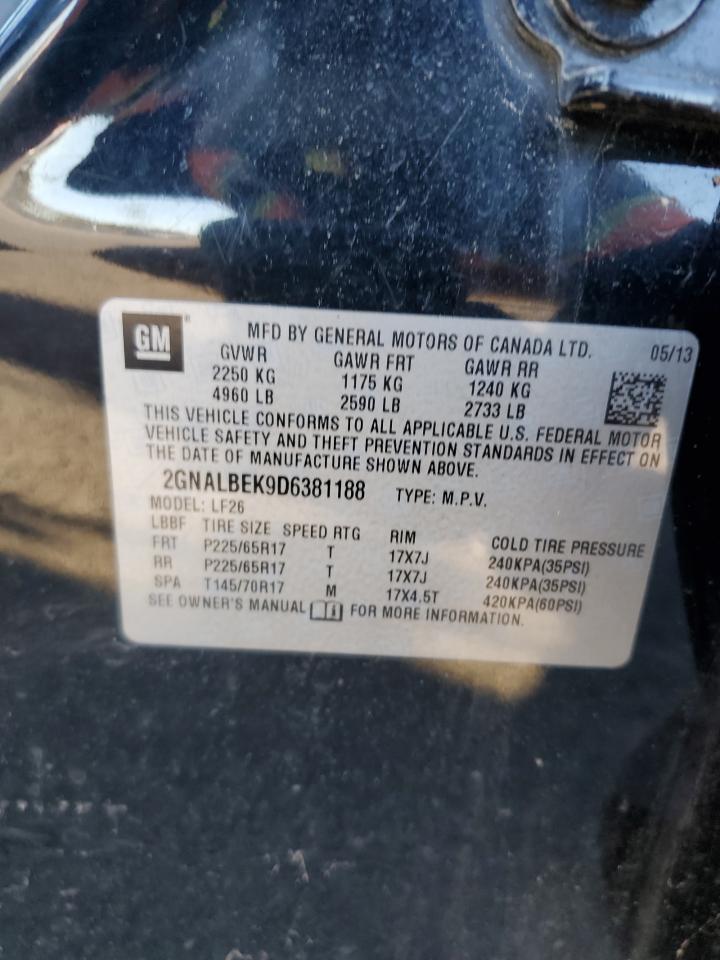 GM
MFD BY GENERAL MOTORS OF CANADA LTD. 05/13
GVWR GAWR FRT GAWR RR
2250 KG 1175 KG 1240 KG
4960 LB 2590 LB 2733 LB
THIS VEHICLE CONFORMS TO ALL APPLICABLE U.S. FEDERAL MOTOR
VEHICLE SAFETY AND THEFT PREVENTION STANDARDS IN EFFECT ON
THE DATE OF MANUFACTURE SHOWN ABOVE.
2GNALBEK9D6381188 TYPE: M.P.V.
MODEL: LF26
LBBF TIRE SIZE SPEED RTG RIM COLD TIRE PRESSURE
FRT P225/65R17 T 17X7J 240KPA(35PSI)
RR P225/65R17 T 17X7J 240KPA(35PSI)
SPA T145/70R17 M 17X4.5T 420KPA(60PSI)
SEE OWNER'S MANUAL FOR MORE INFORMATION.